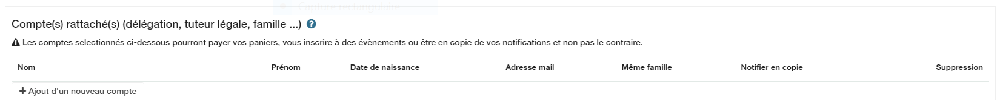 Capture rectangulaire
Compte(s) rattaché(s) (délégation, tuteur légale, famille ...) ?
Les comptes selectionnés ci-dessous pourront payer vos paniers, vous inscrire à des évènements ou être en copie de vos notifications et non pas le contraire.
Nom Prénom Date de naissance Adresse mail Même famille Notifier en copie Suppression
+ Ajout d'un nouveau compte